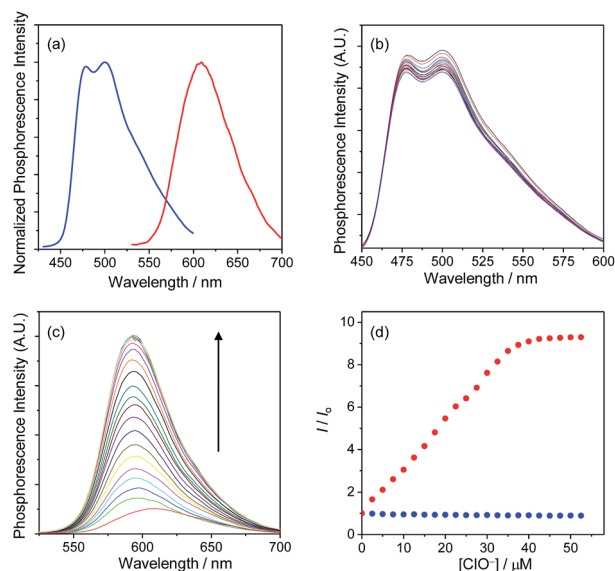 (a)
Normalized Phosphorescence Intensity
450 500 550 600 650 700
Wavelength / nm
(b)
Phosphorescence Intensity (A.U.)
450 475 500 525 550 575 600
Wavelength / nm
(c)
Phosphorescence Intensity (A.U.)
550 600 650 700
Wavelength / nm
(d)
I / Io
10
8
6
4
2
0
0 10 20 30 40 50 60
[ClO⁻] / μM